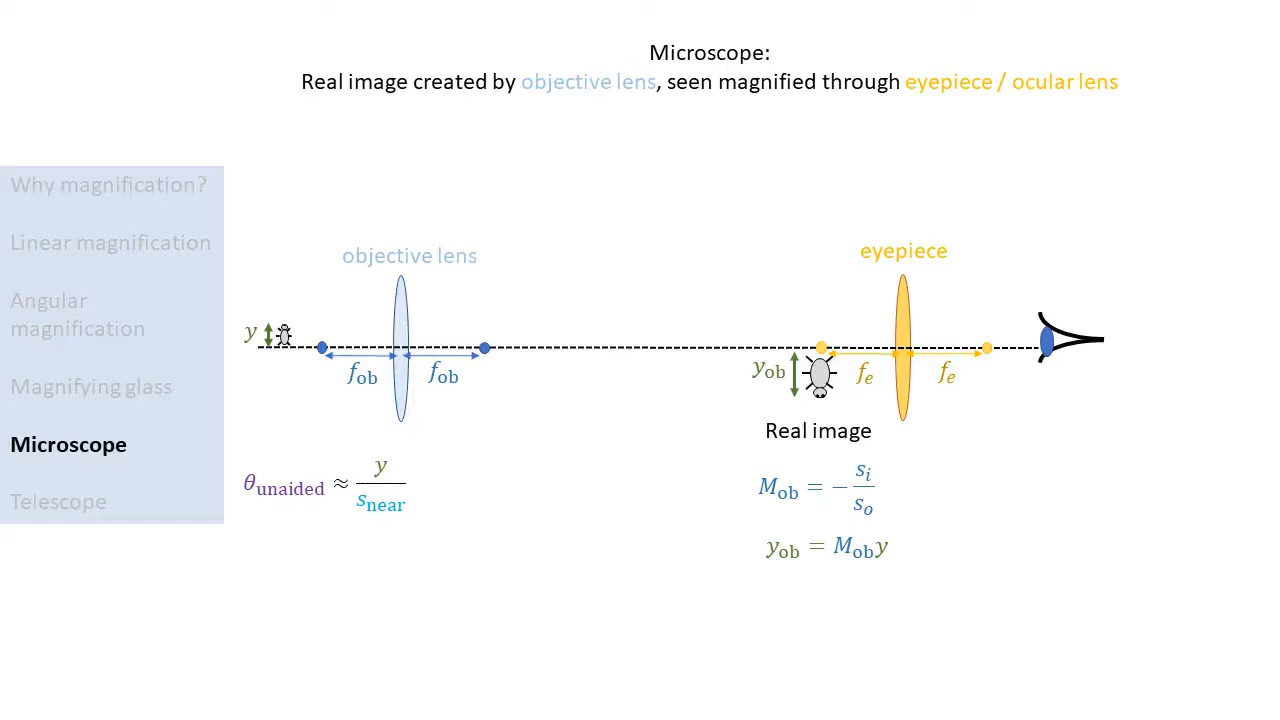 Microscope:
Real image created by objective lens, seen magnified through eyepiece / ocular lens
Why magnification?
Linear magnification
Angular
magnification
Magnifying glass
Microscope
Telescope
objective lens
eyepiece
y
f_ob f_ob
y_ob
f_e f_e
Real image
θ_unaided ≈ y / s_near
M_ob = − s_i / s_o
y_ob = M_ob y